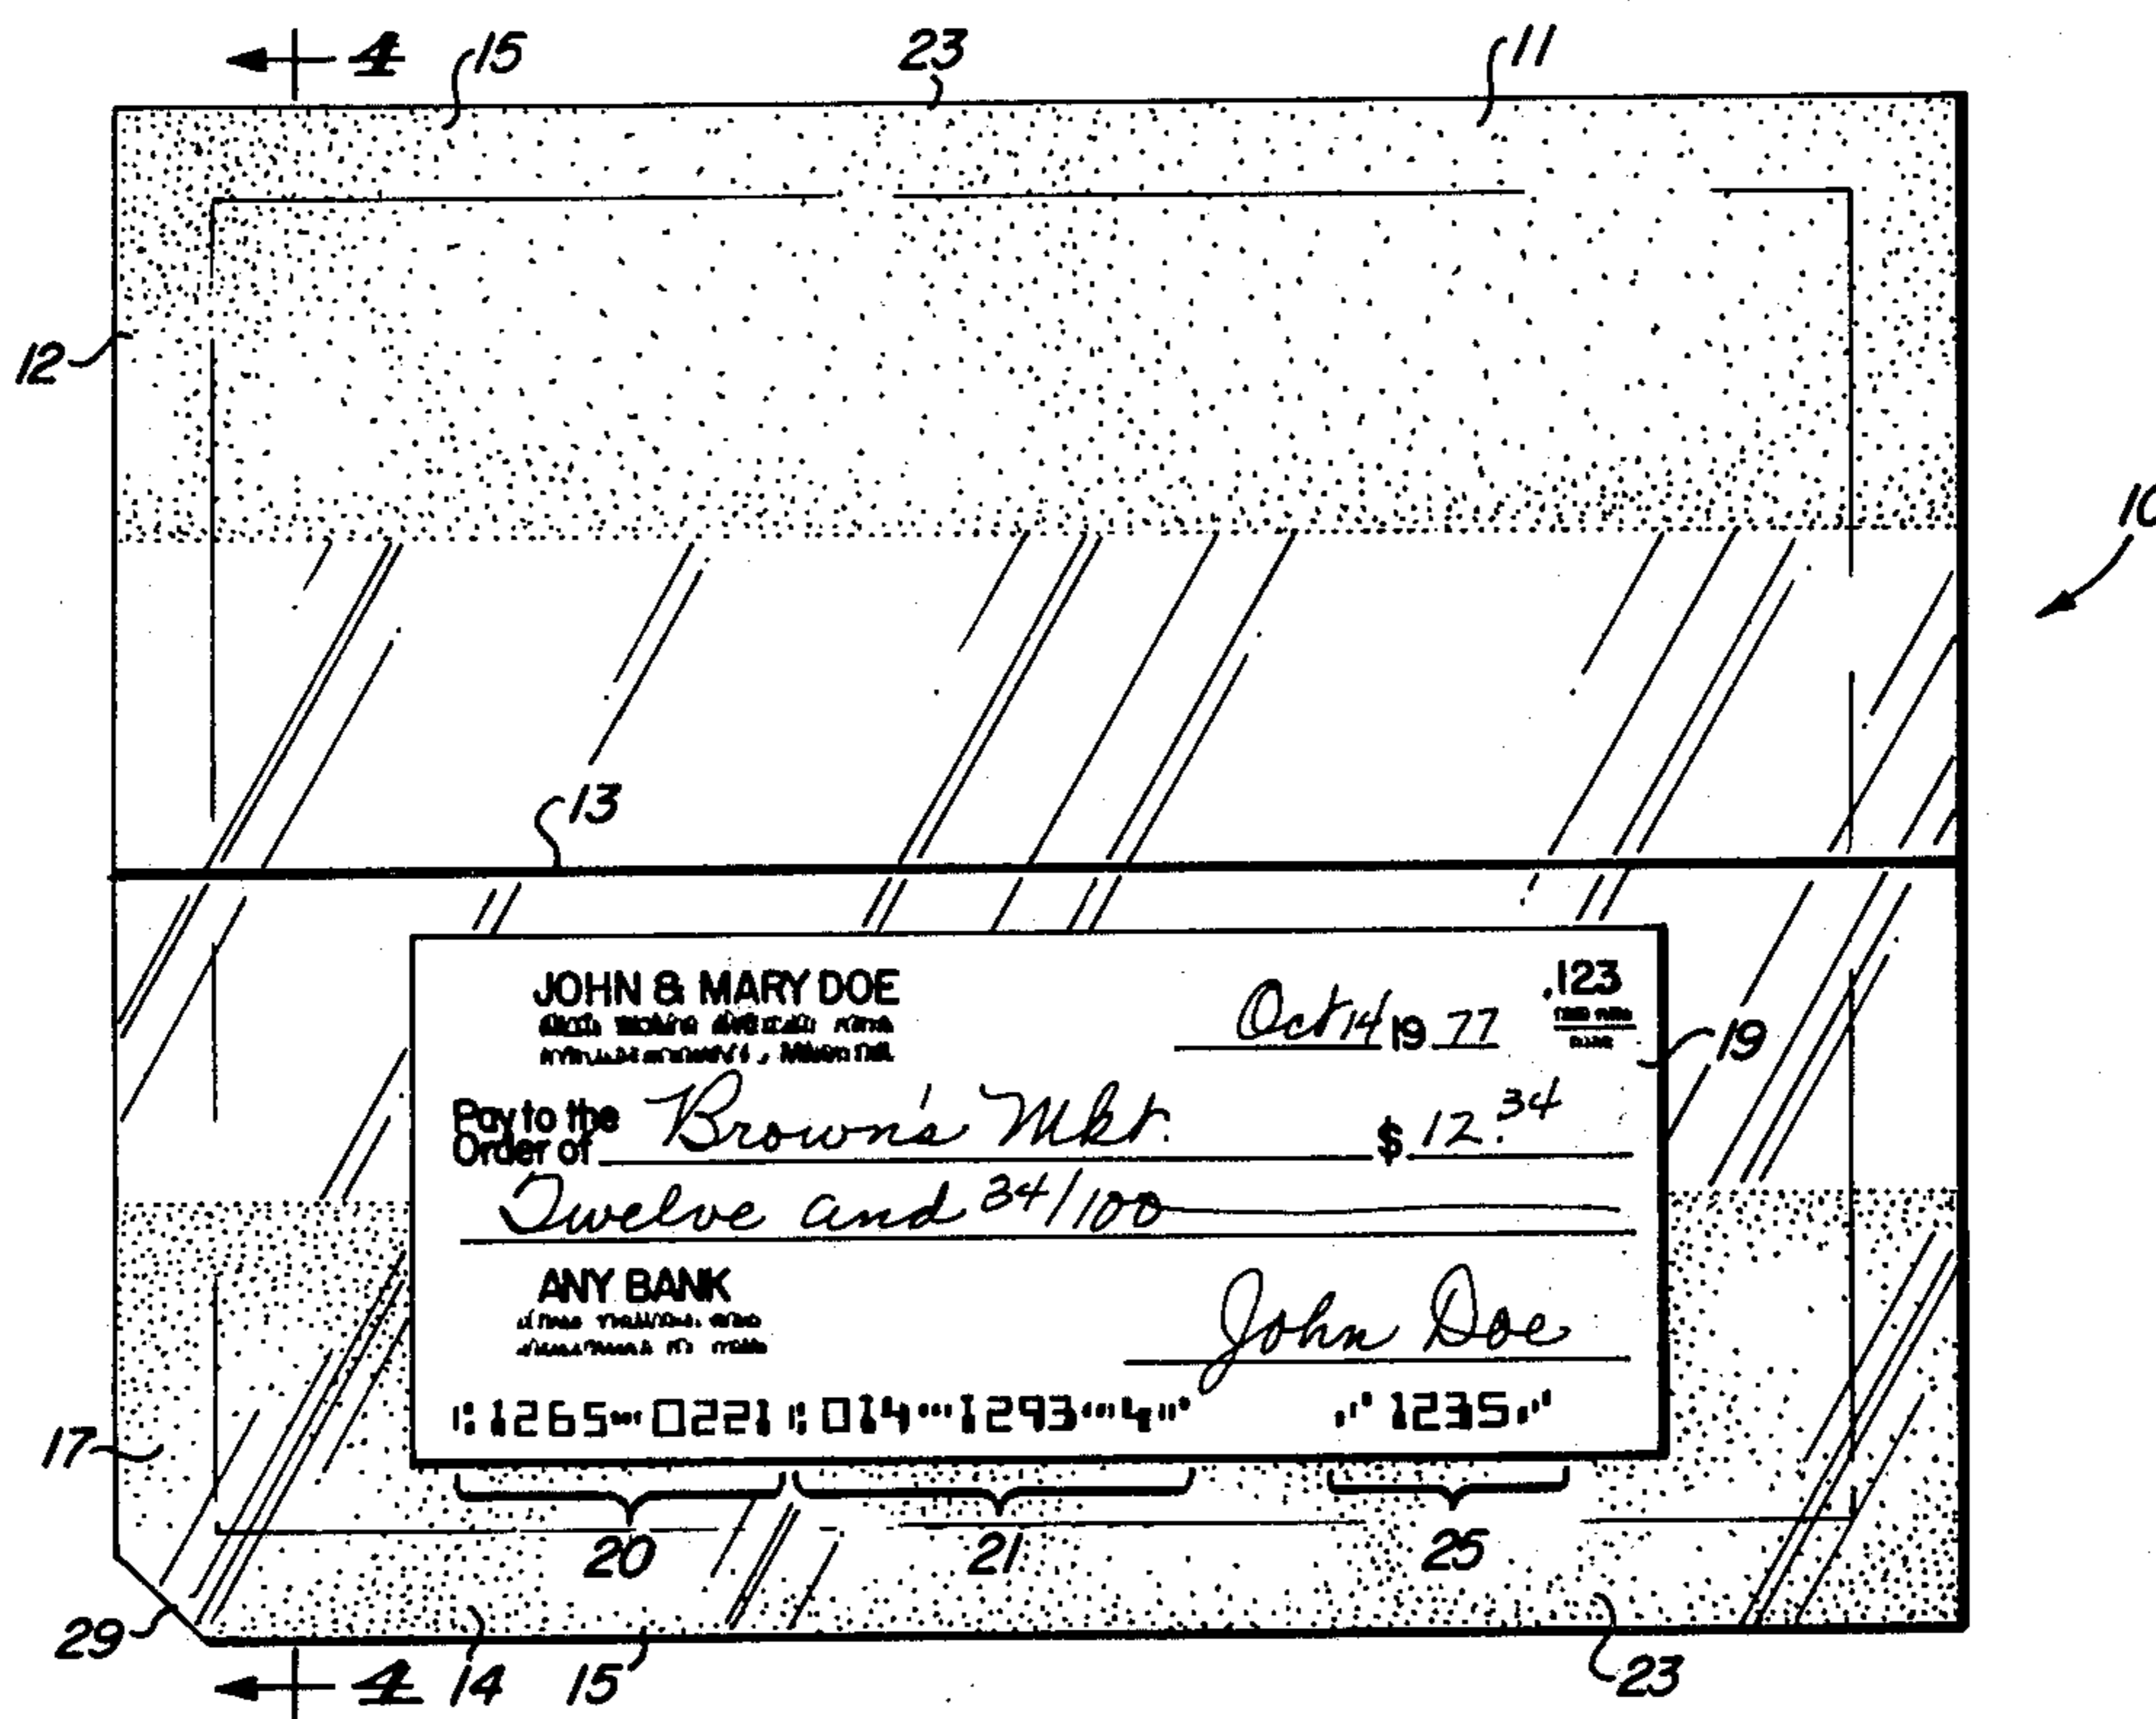 4 15 23 11
12
10
13
JOHN & MARY DOE
Oct 14 19 77
123
19
Pay to the Order of Brown's Mkt. $ 12.34
Twelve and 34/100
ANY BANK
John Doe
⑆1265⑉0221⑆014⑈1293⑈4⑈ ⑈1235⑈
17
20 21 25
29
4 14 15 23